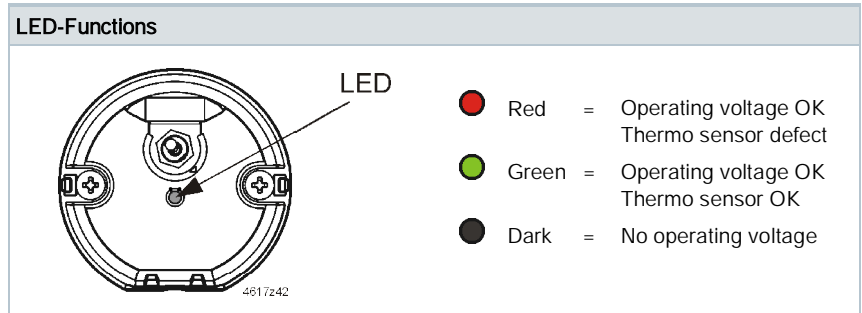 LED-Functions
LED
Red = Operating voltage OK
Thermo sensor defect
Green = Operating voltage OK
Thermo sensor OK
Dark = No operating voltage
4617z42